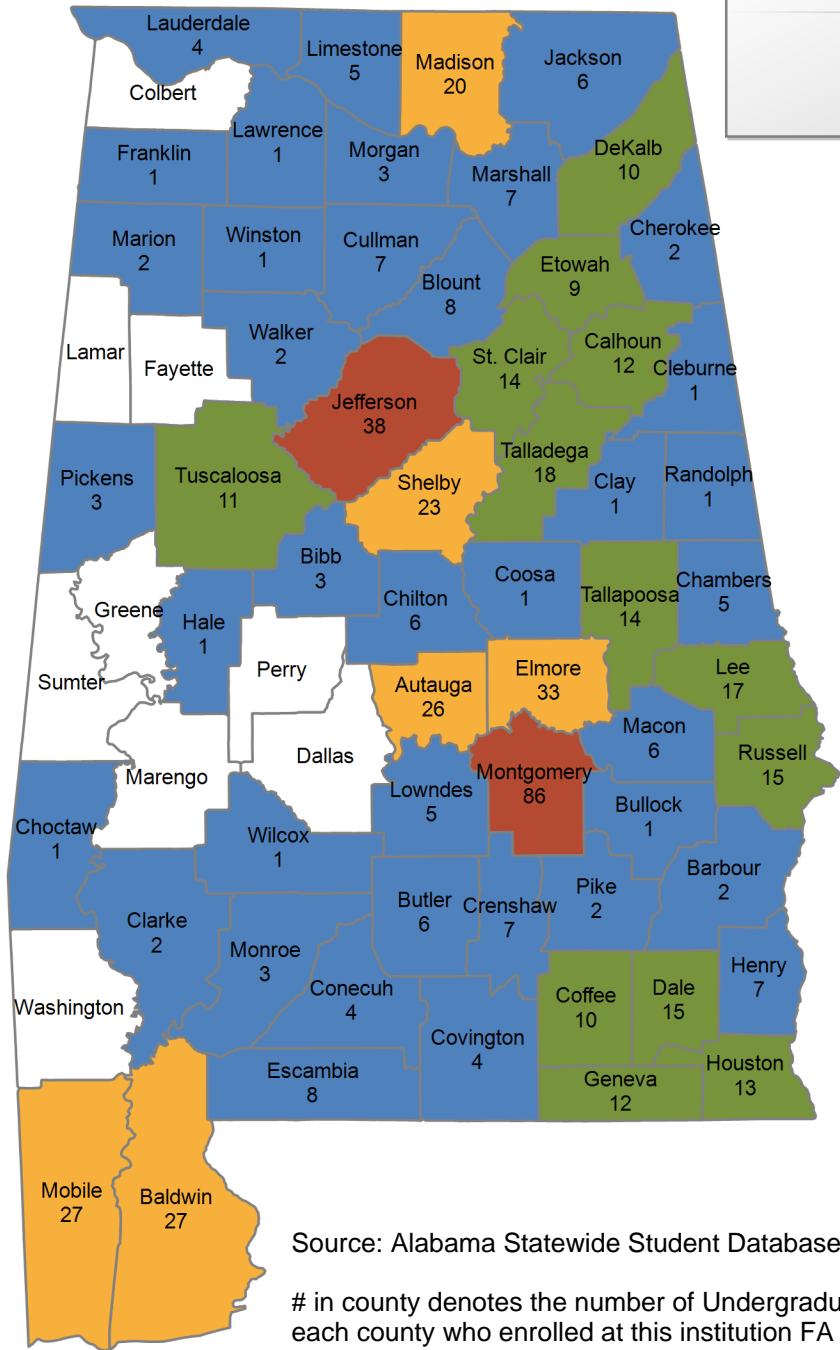 Lauderdale
4
Limestone
5
Madison
20
Jackson
6
Colbert
Lawrence
1
Franklin
1
Morgan
3
Marshall
7
DeKalb
10
Cherokee
2
Marion
2
Winston
1
Cullman
7
Blount
8
Etowah
9
Lamar
Fayette
Walker
2
Jefferson
38
St. Clair
14
Calhoun
12
Cleburne
1
Pickens
3
Tuscaloosa
11
Shelby
23
Talladega
18
Clay
1
Randolph
1
Greene
Hale
1
Bibb
3
Chilton
6
Coosa
1
Tallapoosa
14
Chambers
5
Sumter
Perry
Autauga
26
Elmore
33
Lee
17
Marengo
Dallas
Lowndes
5
Montgomery
86
Macon
6
Russell
15
Bullock
1
Choctaw
1
Wilcox
1
Clarke
2
Butler
6
Crenshaw
7
Pike
2
Barbour
2
Monroe
3
Conecuh
4
Henry
7
Washington
Covington
4
Coffee
10
Dale
15
Escambia
8
Geneva
12
Houston
13
Mobile
27
Baldwin
27
Source: Alabama Statewide Student Database
# in county denotes the number of Undergradu
each county who enrolled at this institution FA